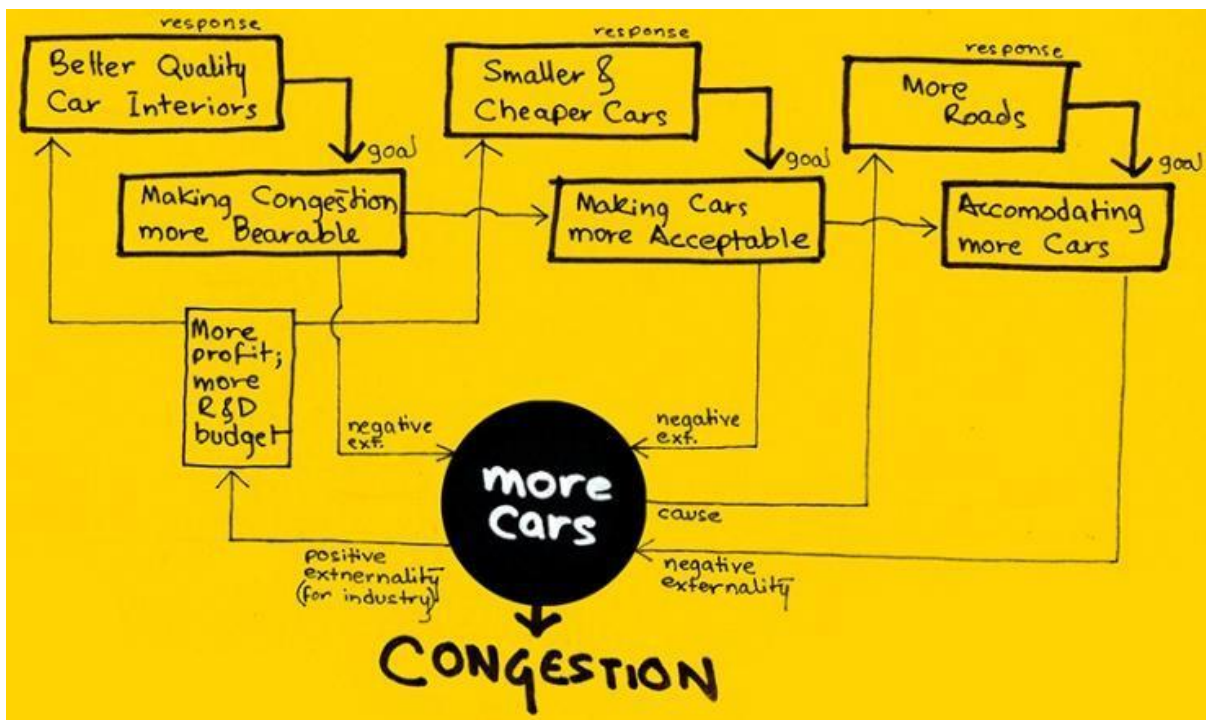 response
Better Quality
Car Interiors
goal
Making Congestion
more Bearable
response
Smaller &
Cheaper Cars
goal
Making Cars
more Acceptable
response
More
Roads
goal
Accomodating
more Cars
More
profit;
more
R&D
budget
negative
ext.
negative
ext.
more
cars
cause
positive
extnernality
(for industry)
negative
externality
CONGESTION